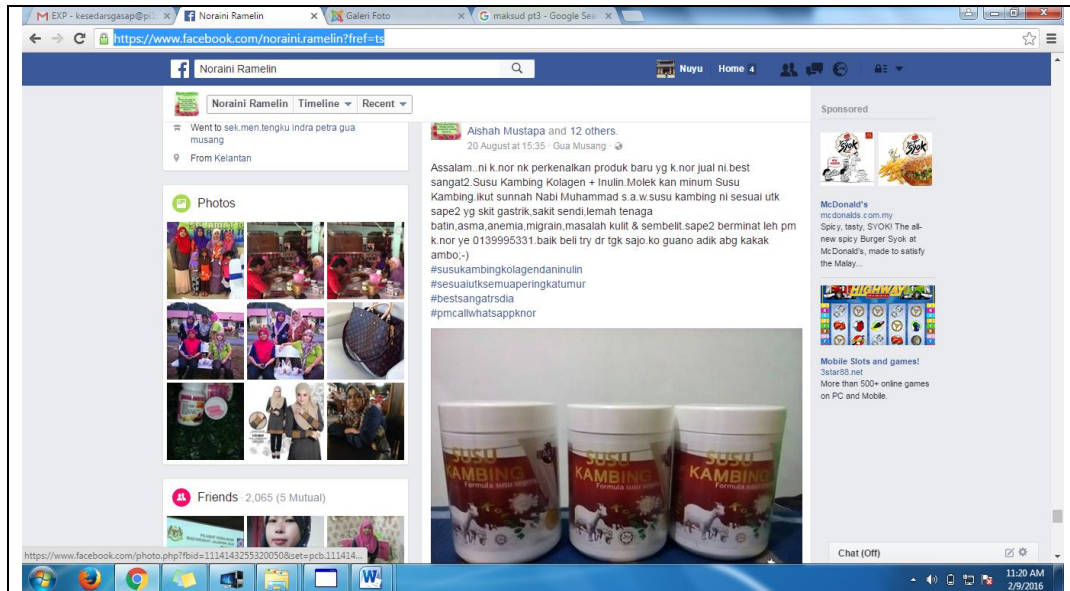 EXP - kesedarsgasap@pi
Noraini Ramelin
Galeri Foto
maksud pt3 - Google Sea
https://www.facebook.com/noraini.ramelin?fref=ts
Noraini Ramelin
Nuyu
Home 4
Noraini Ramelin
Timeline
Recent
Went to sek.men.tengku indra petra gua
musang
From Kelantan
Photos
Friends · 2,065 (5 Mutual)
Aishah Mustapa and 12 others.
20 August at 15:35 · Gua Musang ·
Assalam..ni k.nor nk perkenalkan produk baru yg k.nor jual ni.best
sangat2.Susu Kambing Kolagen + Inulin.Molek kan minum Susu
Kambing.ikut sunnah Nabi Muhammad s.a.w.susu kambing ni sesuai utk
sape2 yg skit gastrik,sakit sendi,lemah tenaga
batin,asma,anemia,migrain,masalah kulit & sembelit.sape2 berminat leh pm
k.nor ye 0139995331.baik beli try dr tgk sajo.ko guano adik abg kakak
ambo;-)
#susukambingkolagendaninulin
#sesuaiutksemuaperingkatumur
#bestsangatrsdia
#pmcallwhatsappknor
SUSU
KAMBING
Formula susu
SUSU
KAMBING
Formula susu
SUSU
KAMBING
Formula susu
Sponsored
Syok
Syok
McDonald's
mcdonalds.com.my
Spicy, tasty, SYOK! The all-
new spicy Burger Syok at
McDonald's, made to satisfy
the Malay...
HIGHWAY
Mobile Slots and games!
3star88.net
More than 500+ online games
on PC and Mobile.
Chat (Off)
https://www.facebook.com/photo.php?fbid=1114143255320050&set=pcb.111414...
11:20 AM
2/9/2016